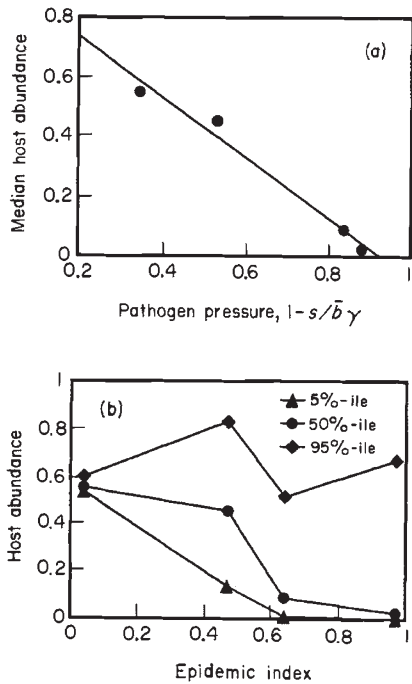 0.8
(a)
Median host abundance
0.6
0.4
0.2
0
0.2
0.4
0.6
0.8
1
Pathogen pressure, 1-s/b̄γ
1
(b)
5%-ile
50%-ile
95%-ile
Host abundance
0.8
0.6
0.4
0.2
0
0
0.2
0.4
0.6
0.8
1
Epidemic index